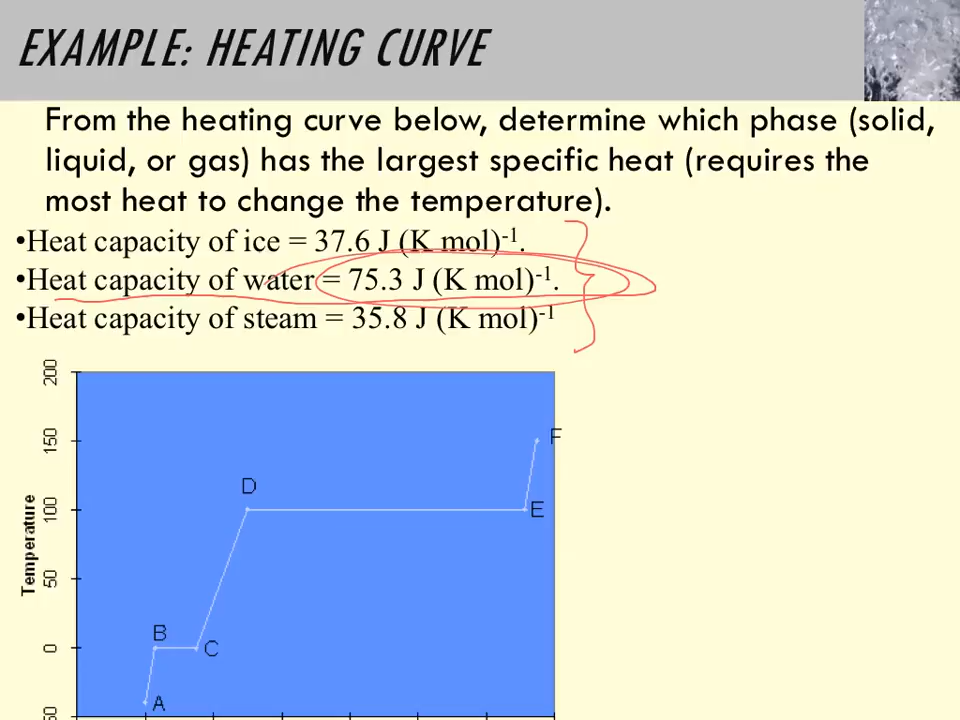 EXAMPLE: HEATING CURVE
From the heating curve below, determine which phase (solid,
liquid, or gas) has the largest specific heat (requires the
most heat to change the temperature).
•Heat capacity of ice = 37.6 J (K mol)-1.
•Heat capacity of water = 75.3 J (K mol)-1.
•Heat capacity of steam = 35.8 J (K mol)-1
200
150
100
50
0
Temperature
A
B
C
D
E
F